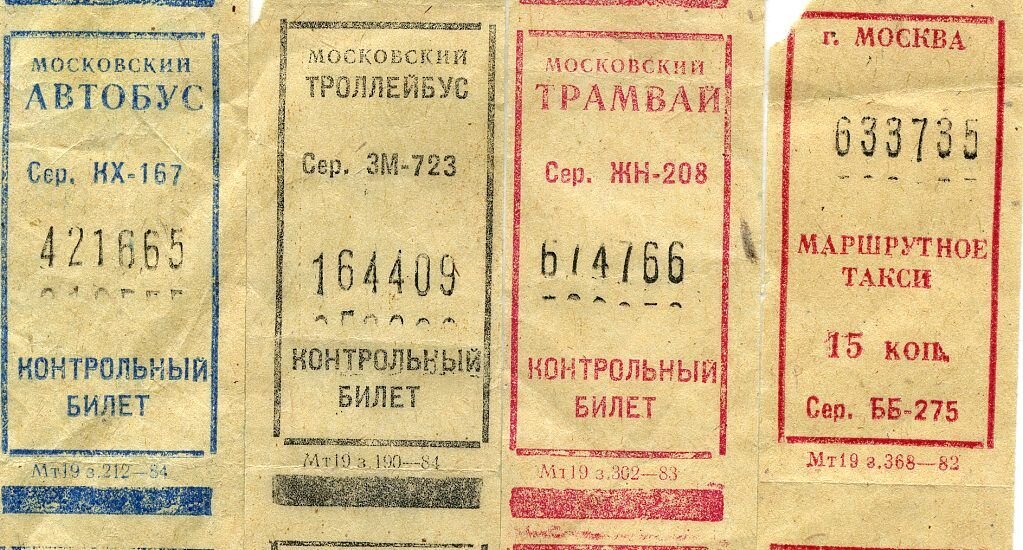 МОСКОВСКИЙ
АВТОБУС
Сер. КХ-167
421665
КОНТРОЛЬНЫЙ
БИЛЕТ
Мт19 з.212—84
МОСКОВСКИЙ
ТРОЛЛЕЙБУС
Сер. ЗМ-723
164409
КОНТРОЛЬНЫЙ
БИЛЕТ
Мт19 з.190—84
МОСКОВСКИЙ
ТРАМВАЙ
Сер. ЖН-208
674766
КОНТРОЛЬНЫЙ
БИЛЕТ
Мт19 з.302—83
г. МОСКВА
633735
МАРШРУТНОЕ
ТАКСИ
15 коп.
Сер. ББ-275
Мт19 з.368—82